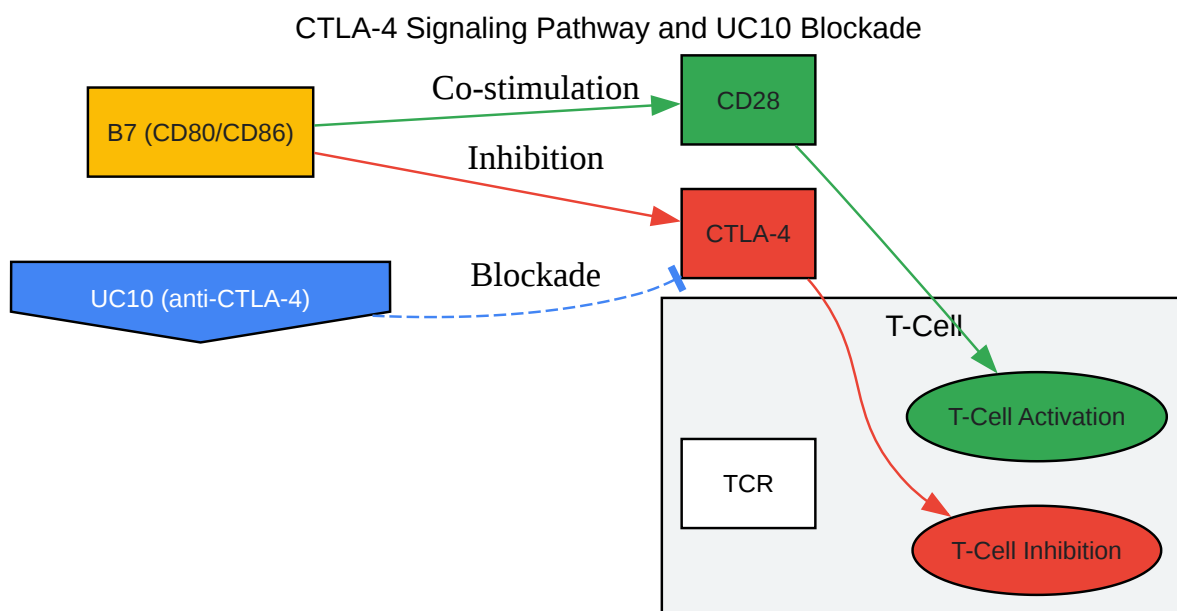 CTLA-4 Signaling Pathway and UC10 Blockade
Co-stimulation
CD28
B7 (CD80/CD86)
Inhibition
CTLA-4
Blockade
UC10 (anti-CTLA-4)
T-Cell
T-Cell Activation
TCR
T-Cell Inhibition